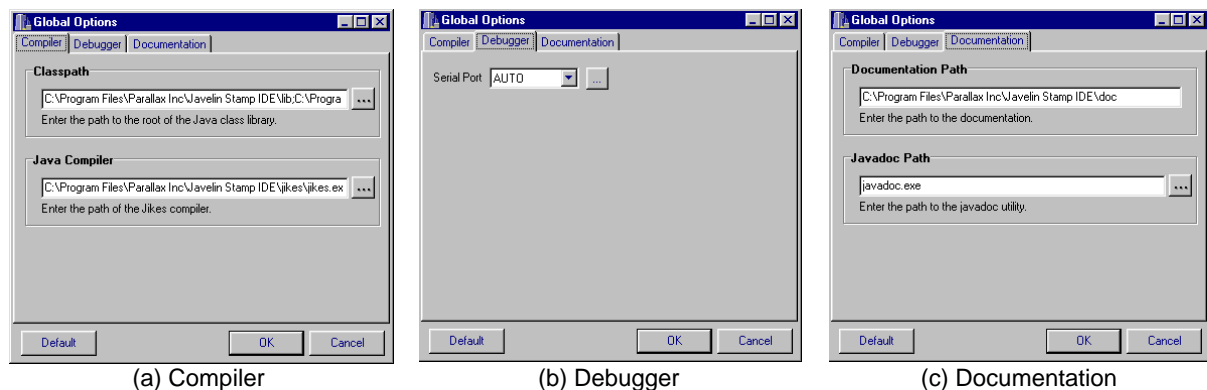 Global Options
Compiler Debugger Documentation
Classpath
C:\Program Files\Parallax Inc\Javelin Stamp IDE\lib;C:\Progra
...
Enter the path to the root of the Java class library.
Java Compiler
C:\Program Files\Parallax Inc\Javelin Stamp IDE\jikes\jikes.ex
...
Enter the path of the Jikes compiler.
Default OK Cancel
(a) Compiler
Global Options
Compiler Debugger Documentation
Serial Port AUTO ...
Default OK Cancel
(b) Debugger
Global Options
Compiler Debugger Documentation
Documentation Path
C:\Program Files\Parallax Inc\Javelin Stamp IDE\doc
Enter the path to the documentation.
Javadoc Path
javadoc.exe
...
Enter the path to the javadoc utility.
Default OK Cancel
(c) Documentation